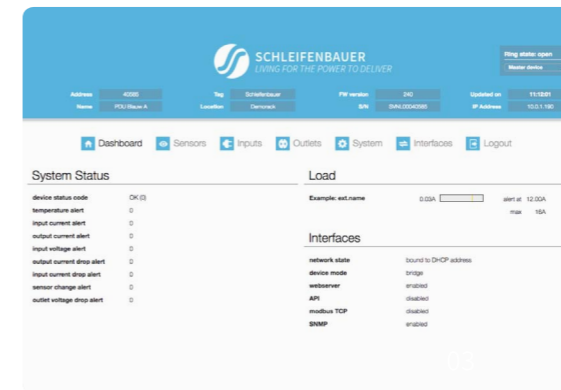 SCHLEIFENBAUER
LIVING FOR THE POWER TO DELIVER
Ring state: open
Master device
Address 40095 Tag Schleifenbauer FW version 240 Updated on 11:12:01
Name PDU Blauw A Location Demorack S/N IP Address 10.0.1.190
Dashboard Sensors Inputs Outlets System Interfaces Logout
System Status
device status code OK (0)
temperature alert 0
input current alert 0
output current alert 0
input voltage alert 0
output current drop alert 0
input current drop alert 0
sensor change alert 0
outlet voltage drop alert 0
Load
Example: ext.name 0.03A alert at 12.00A
max 16A
Interfaces
network state bound to DHCP address
device mode bridge
webserver enabled
API disabled
modbus TCP disabled
SNMP enabled
03